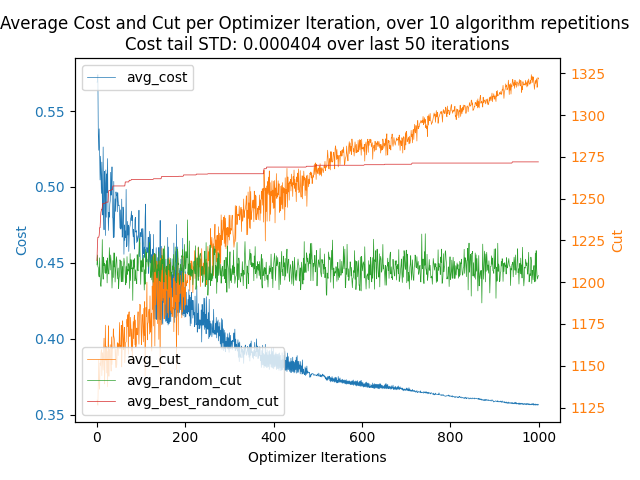 Average Cost and Cut per Optimizer Iteration, over 10 algorithm repetitions
Cost tail STD: 0.000404 over last 50 iterations
avg_cost
0.55
0.50
0.45
0.40
0.35
Cost
1325
1300
1275
1250
1225
1200
1175
1150
1125
Cut
avg_cut
avg_random_cut
avg_best_random_cut
0
200
400
600
800
1000
Optimizer Iterations